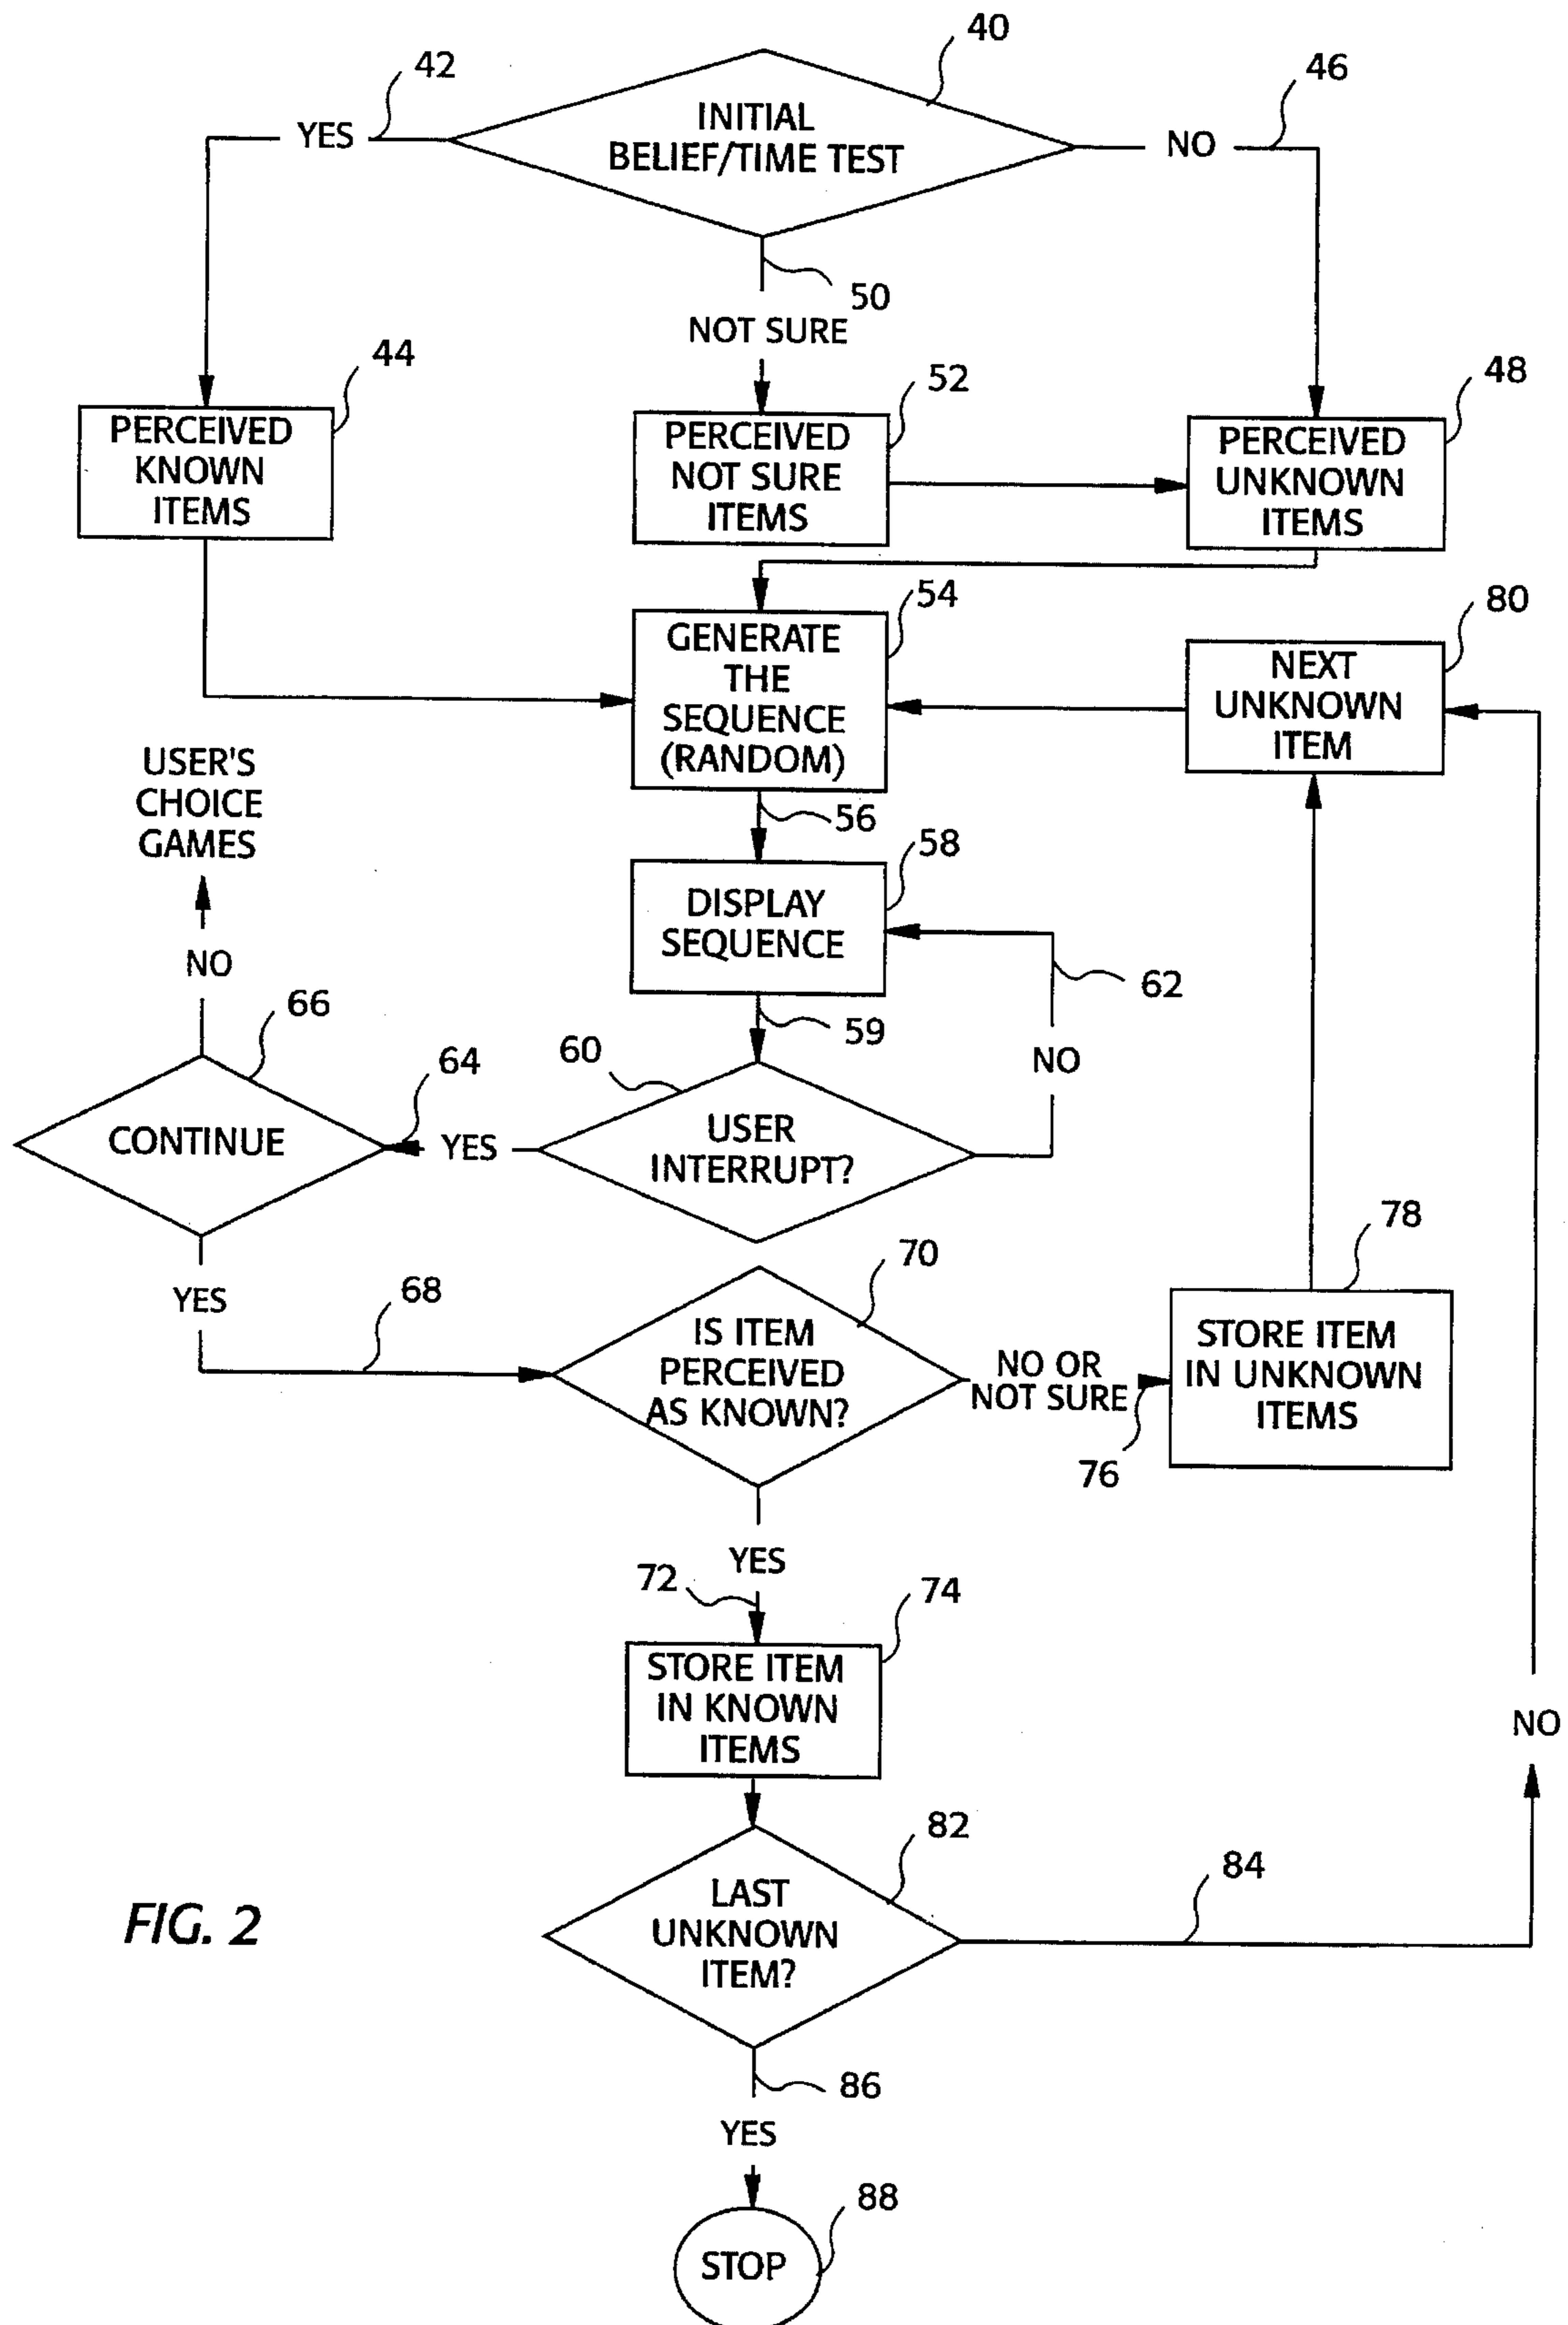 40
42
46
YES
INITIAL
BELIEF/TIME TEST
NO
50
NOT SURE
44
52
48
PERCEIVED
KNOWN
ITEMS
PERCEIVED
NOT SURE
ITEMS
PERCEIVED
UNKNOWN
ITEMS
54
80
GENERATE
THE
SEQUENCE
(RANDOM)
NEXT
UNKNOWN
ITEM
USER'S
CHOICE
GAMES
56
58
DISPLAY
SEQUENCE
NO
62
66
59
60
64
NO
CONTINUE
YES
USER
INTERRUPT?
78
70
YES
68
IS ITEM
PERCEIVED
AS KNOWN?
NO OR
NOT SURE
76
STORE ITEM
IN UNKNOWN
ITEMS
YES
72
74
STORE ITEM
IN KNOWN
ITEMS
NO
82
84
LAST
UNKNOWN
ITEM?
FIG. 2
86
YES
88
STOP